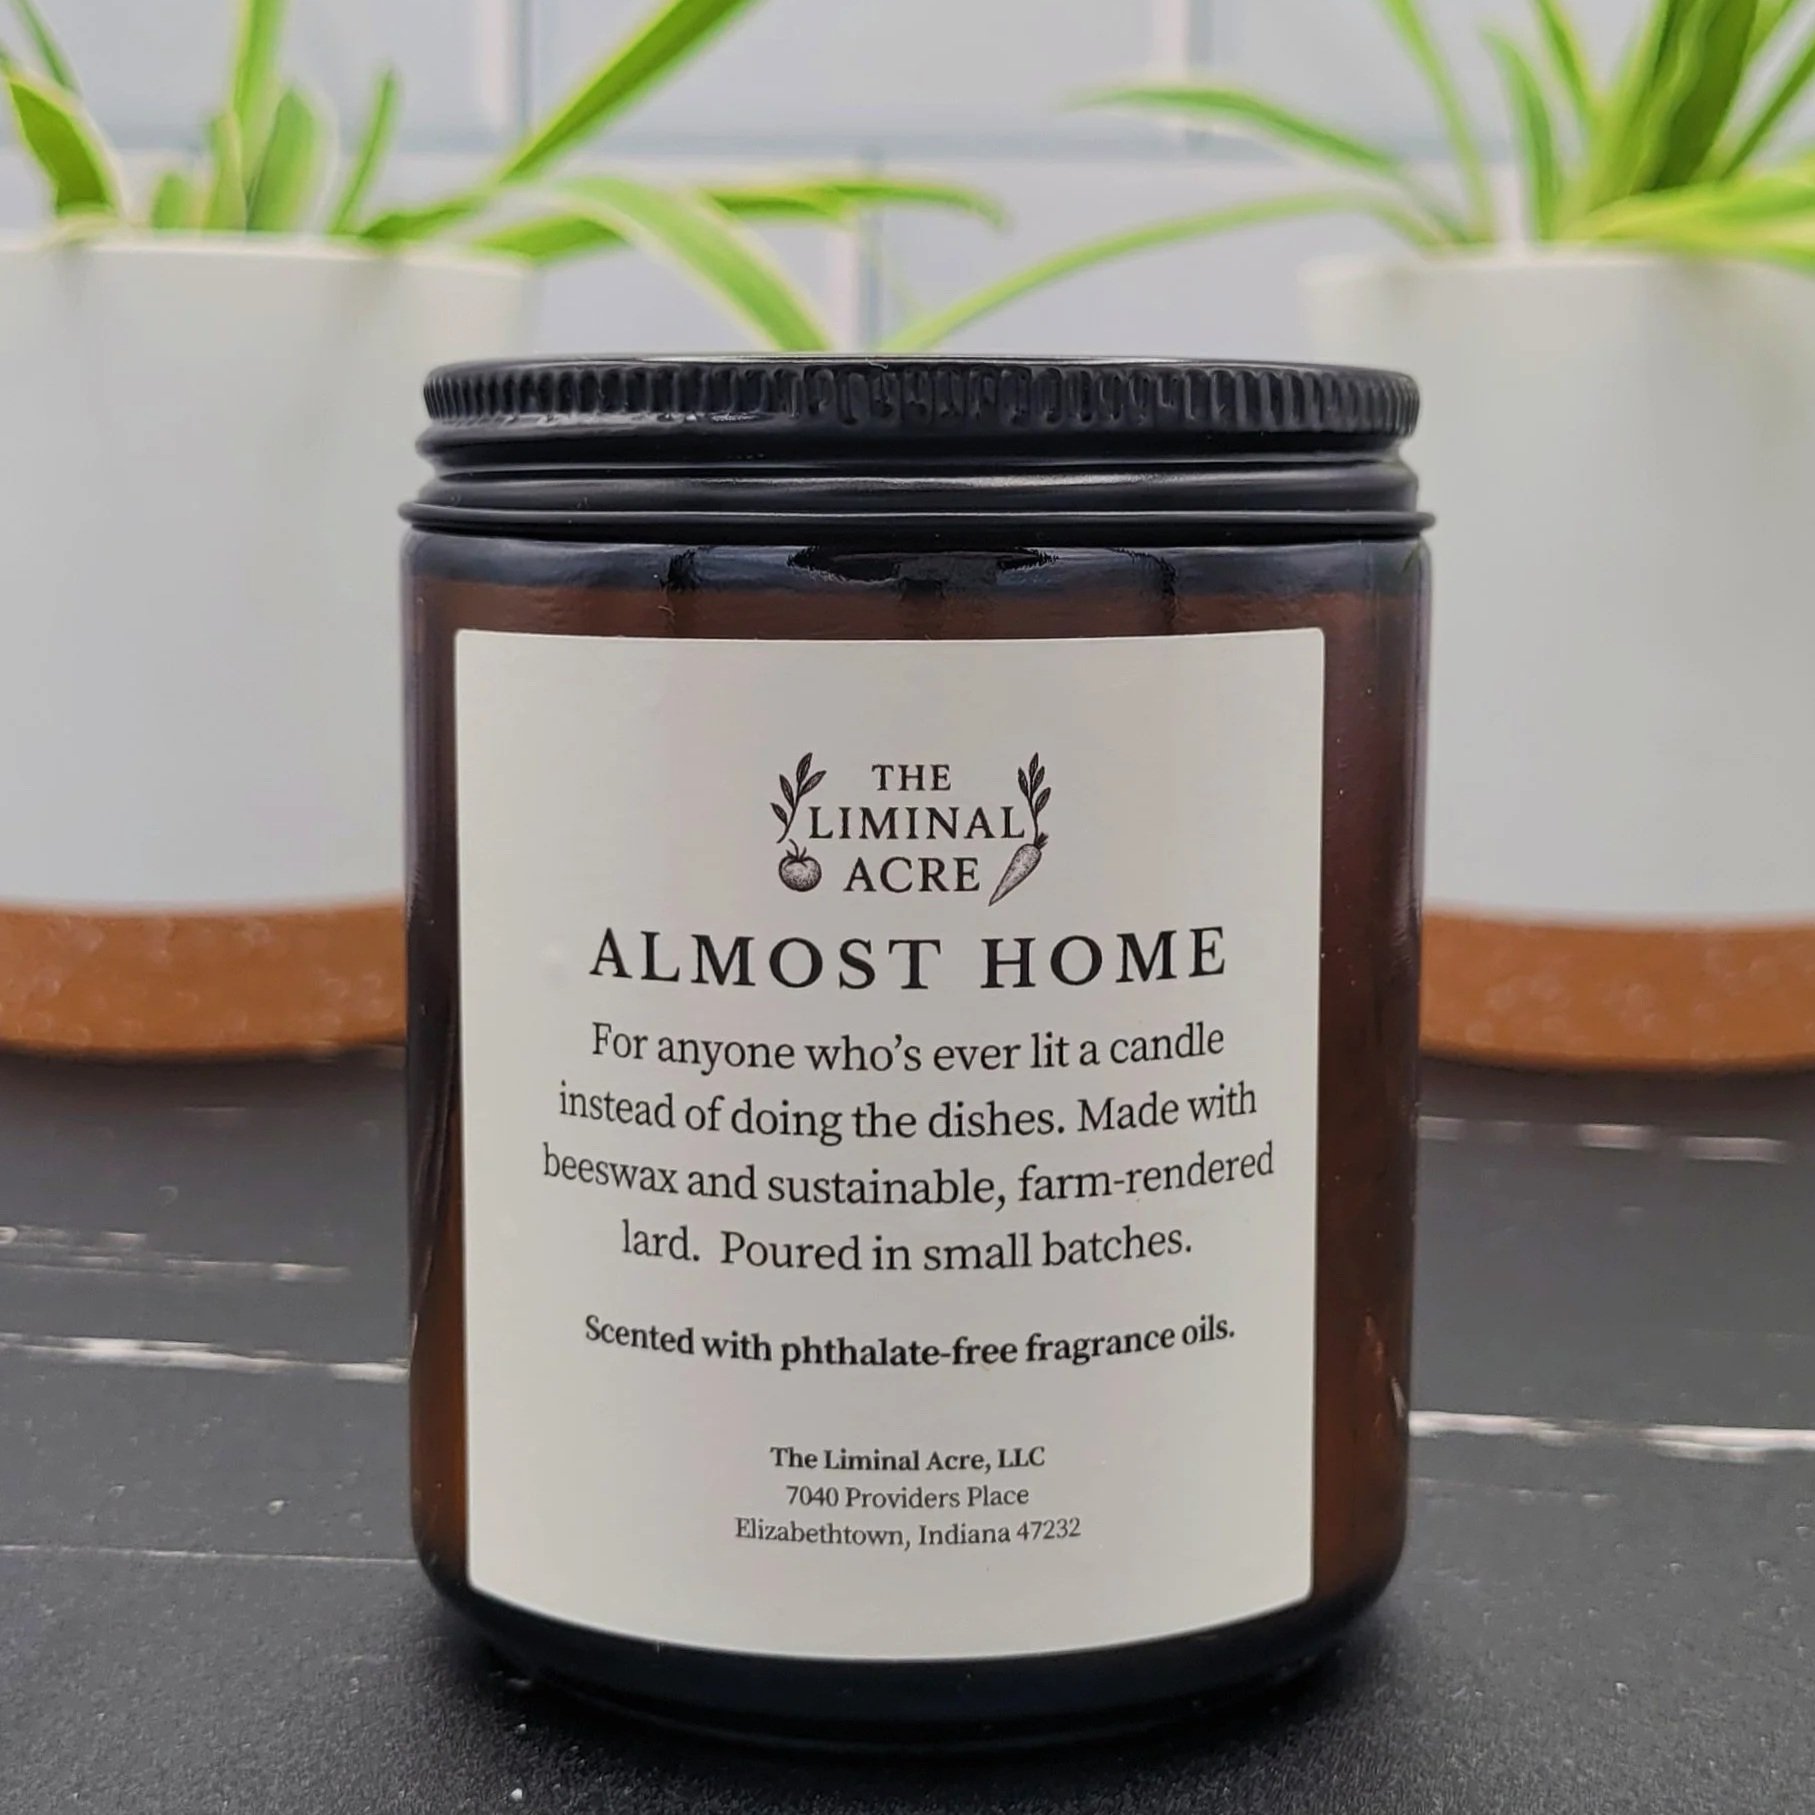 THE
LIMINAL
ACRE
ALMOST HOME
For anyone who’s ever lit a candle
instead of doing the dishes. Made with
beeswax and sustainable, farm-rendered
lard. Poured in small batches.
Scented with phthalate-free fragrance oils.
The Liminal Acre, LLC
7040 Providers Place
Elizabethtown, Indiana 47232